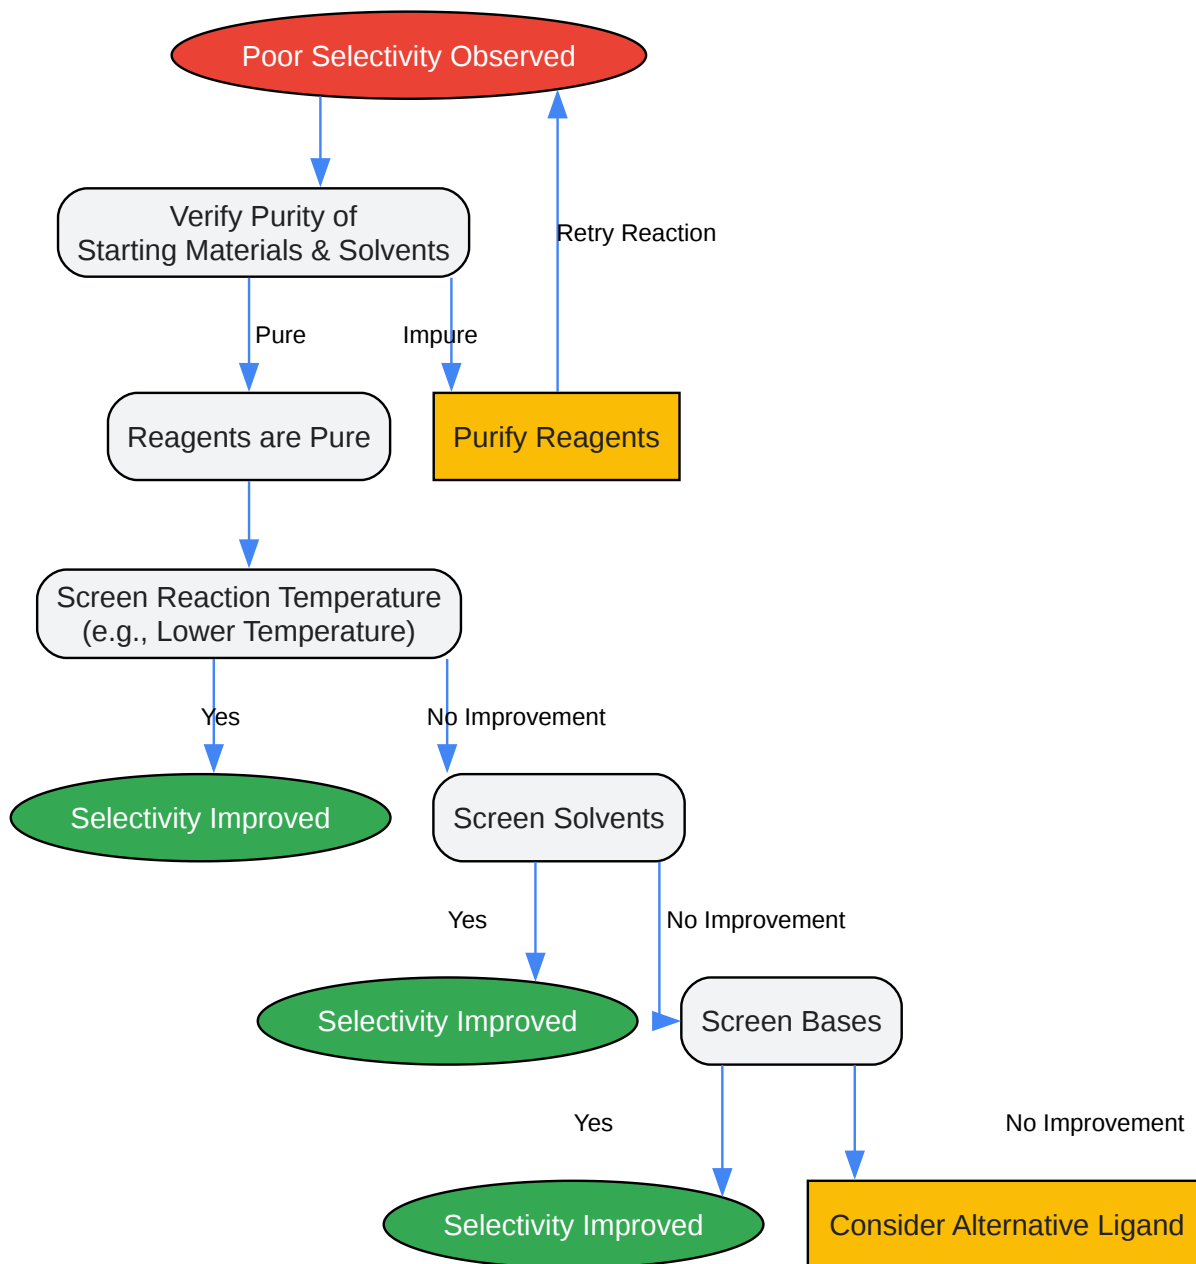 Poor Selectivity Observed
Verify Purity of
Starting Materials & Solvents
Retry Reaction
Pure
Impure
Reagents are Pure
Purify Reagents
Screen Reaction Temperature
(e.g., Lower Temperature)
Yes
No Improvement
Selectivity Improved
Screen Solvents
Yes
No Improvement
Selectivity Improved
Screen Bases
Yes
No Improvement
Selectivity Improved
Consider Alternative Ligand